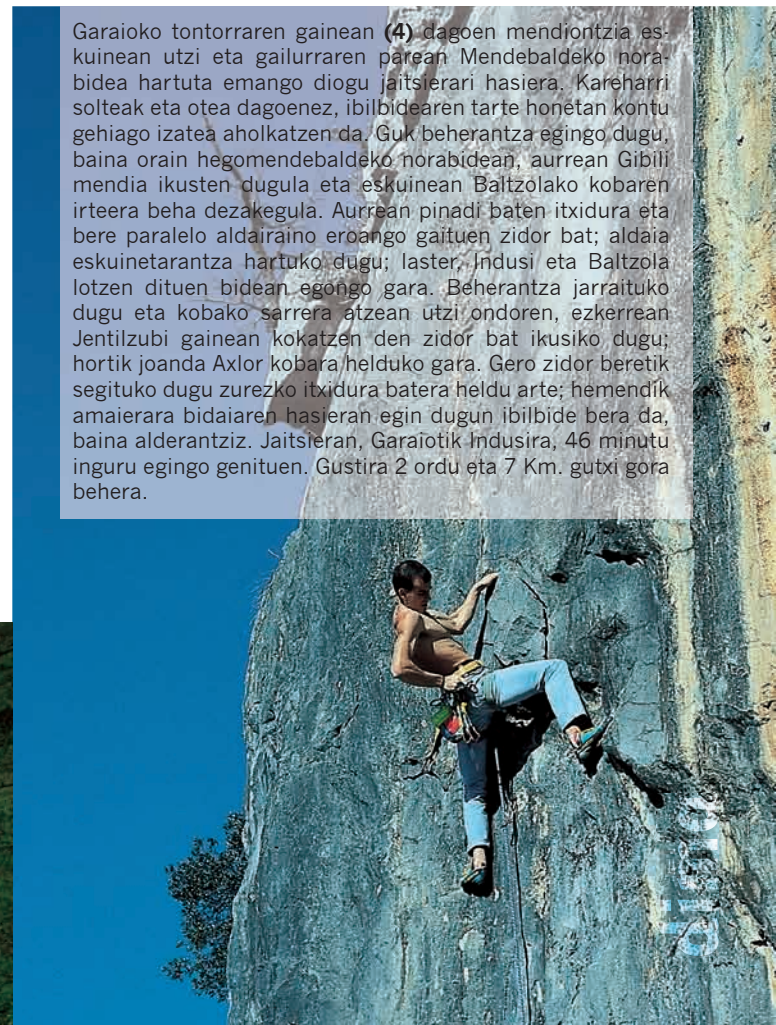 Garaioko tontorraren gainean (4) dagoen mendiontzia es-
kuinean utzi eta gailurraren parean Mendebaldeko nora-
bidea hartuta emango diogu jaitsierari hasiera. Kareharri
solteak eta otea dagoenez, ibilbidearen tarte honetan kontu
gehiago izatea aholkatzen da. Guk beherantza egingo dugu,
baina orain hegomendebaldeko norabidean, aurrean Gibili
mendia ikusten dugula eta eskuinean Baltzolako kobaren
irteera beha dezakegula. Aurrean pinadi baten itxidura eta
bere paralelo aldairaino eroango gaituen zidor bat; aldaia
eskuinetarantza hartuko dugu; laster, Indusi eta Baltzola
lotzen dituen bidean egongo gara. Beherantza jarraituko
dugu eta kobako sarrera atzean utzi ondoren, ezkerrean
Jentilzubi gainean kokatzen den zidor bat ikusiko dugu;
hortik joanda Axlor kobara helduko gara. Gero zidor beretik
segituko dugu zurezko itxidura batera heldu arte; hemendik
amaierara bidaiaren hasieran egin dugun ibilbide bera da,
baina alderantziz. Jaitsieran, Garaiotik Indusira, 46 minutu
inguru egingo genituen. Gustira 2 ordu eta 7 Km. gutxi gora
behera.